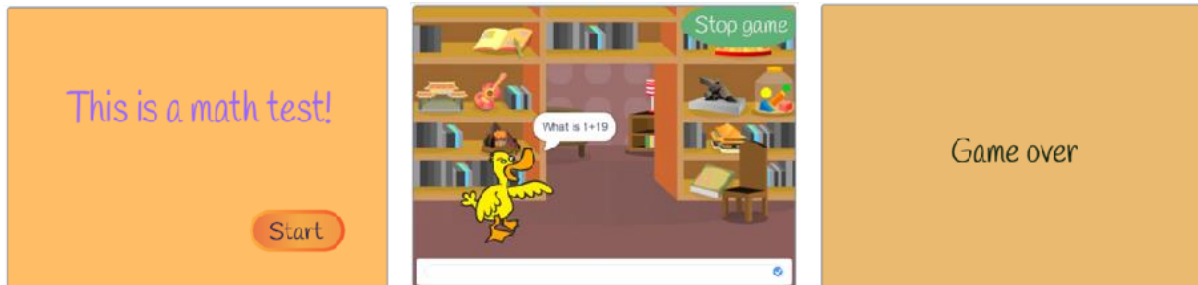 This is a math test!
Start
Stop game
What is 1+19
Game over